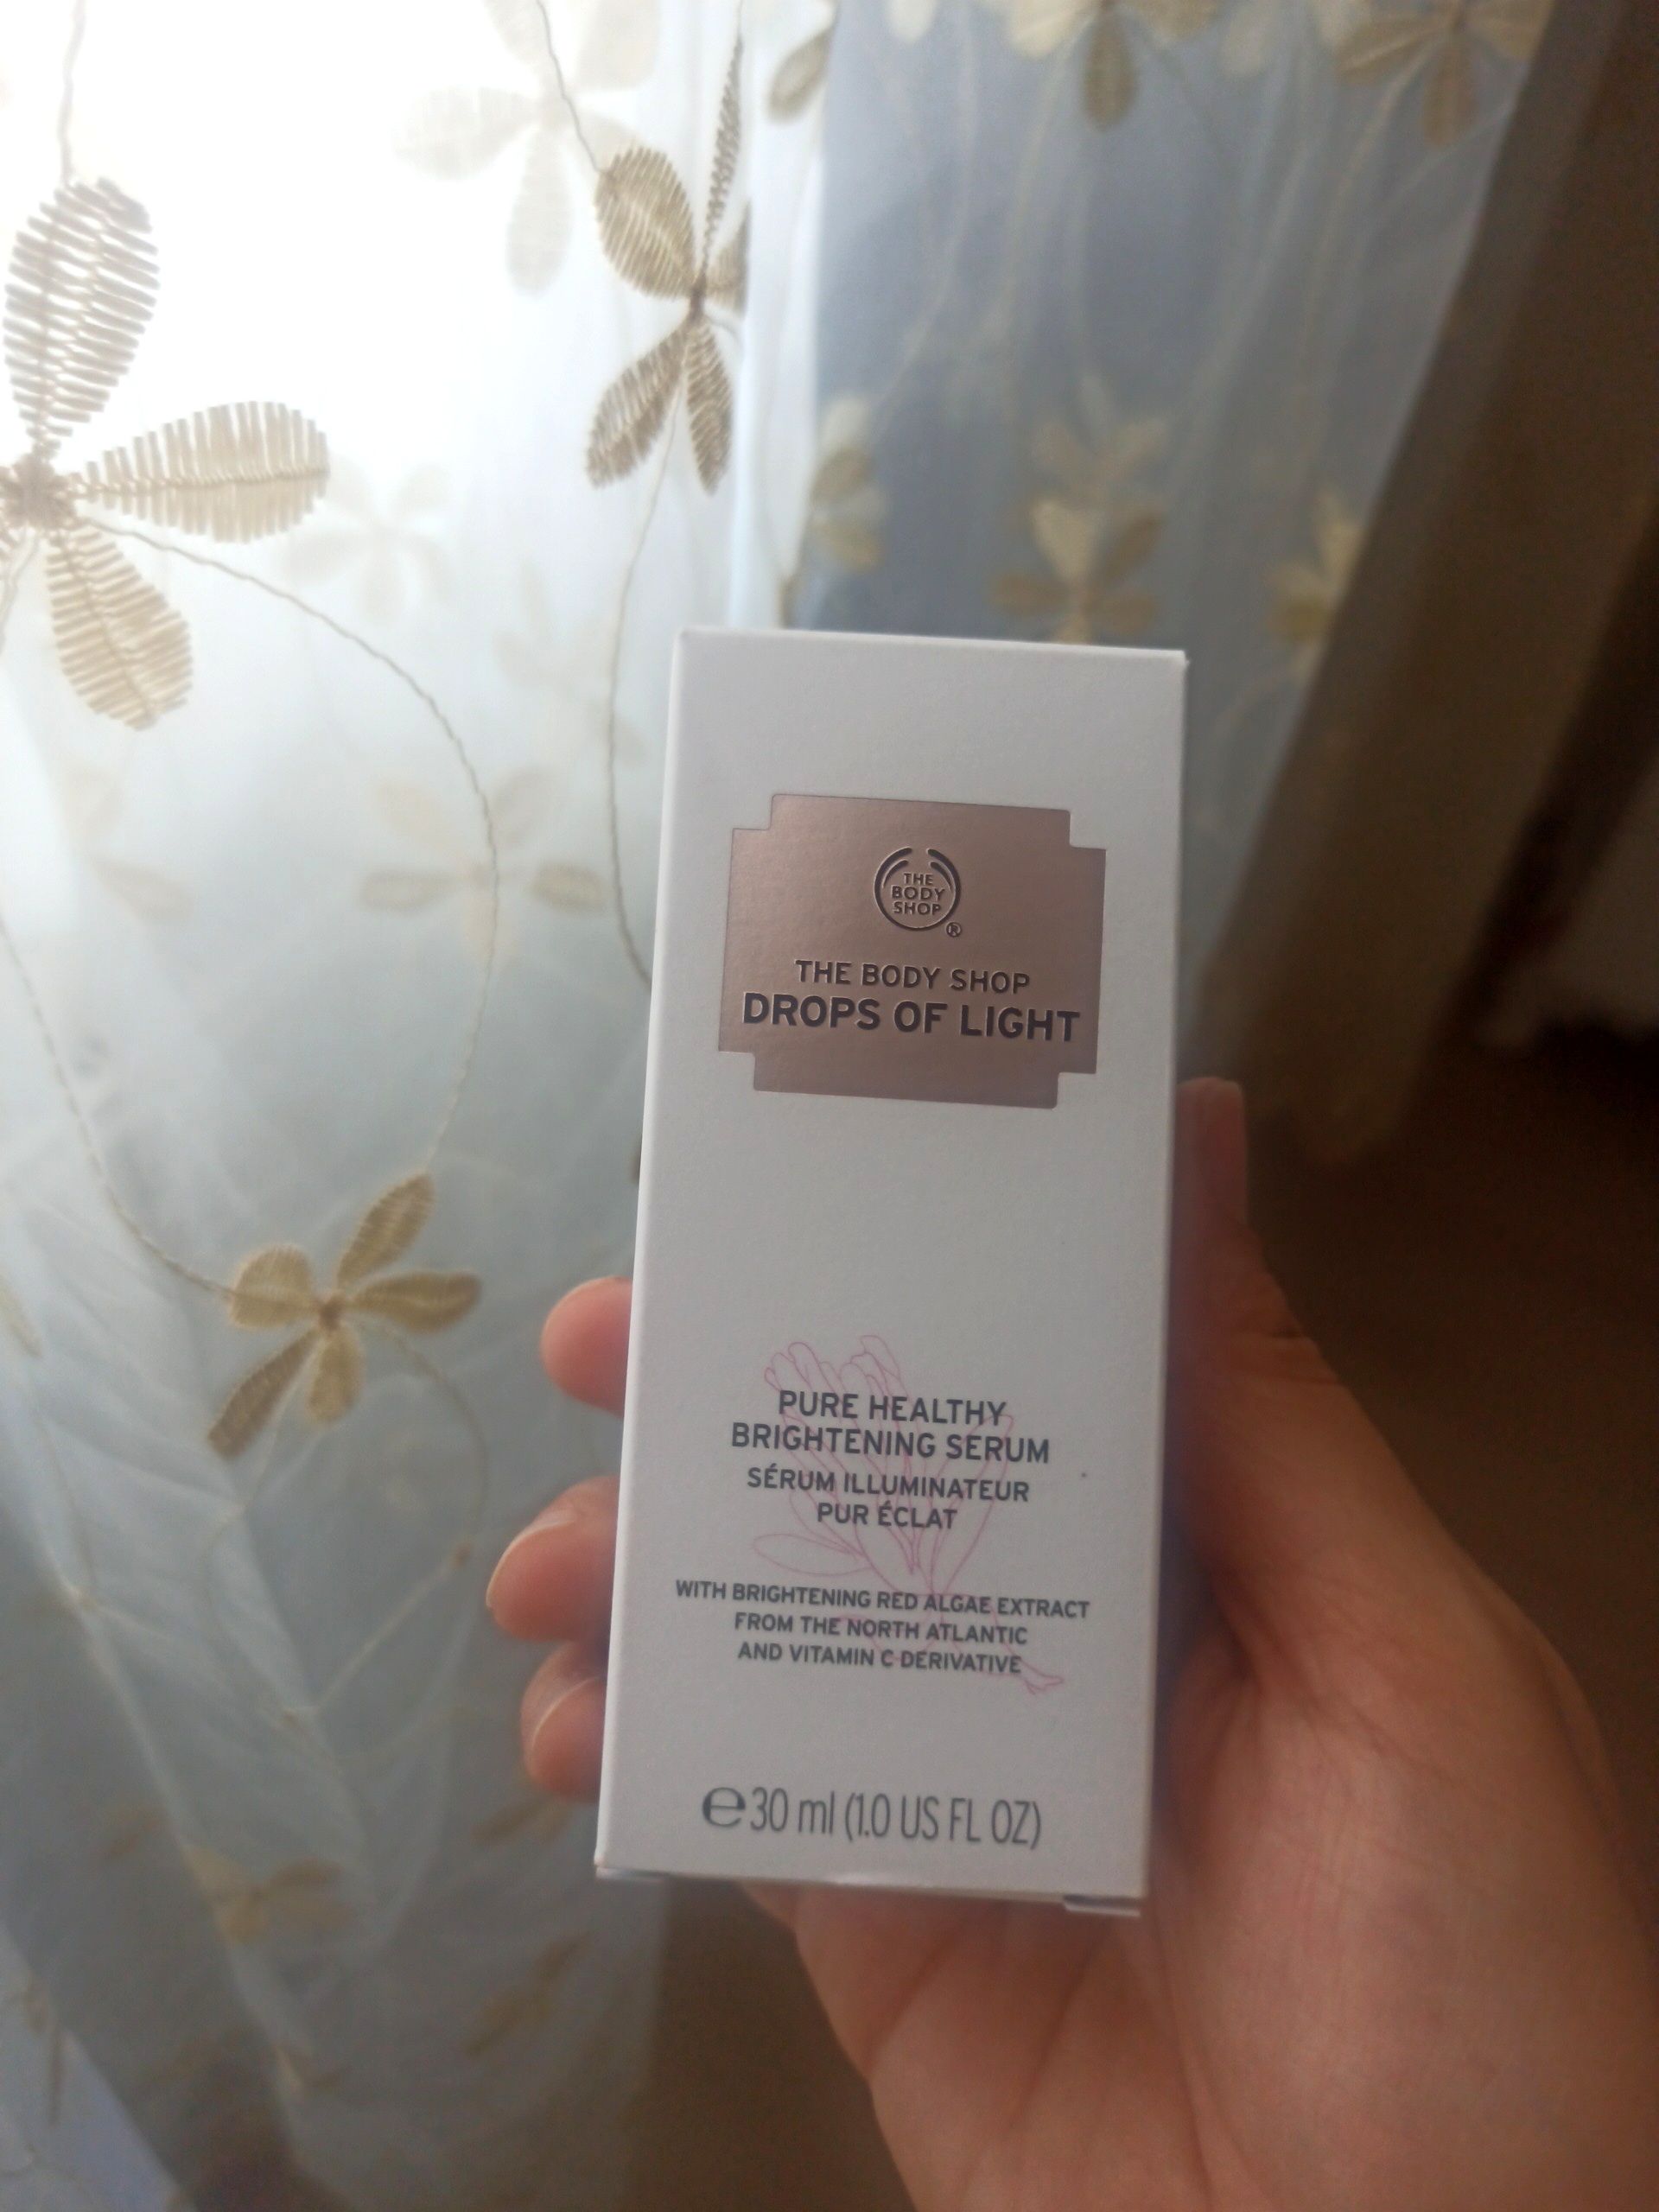 THE
BODY
SHOP
®
THE BODY SHOP
DROPS OF LIGHT
PURE HEALTHY
BRIGHTENING SERUM
SÉRUM ILLUMINATEUR
PUR ÉCLAT
WITH BRIGHTENING RED ALGAE EXTRACT
FROM THE NORTH ATLANTIC
AND VITAMIN C DERIVATIVE
℮30 ml (1.0 US FL OZ)